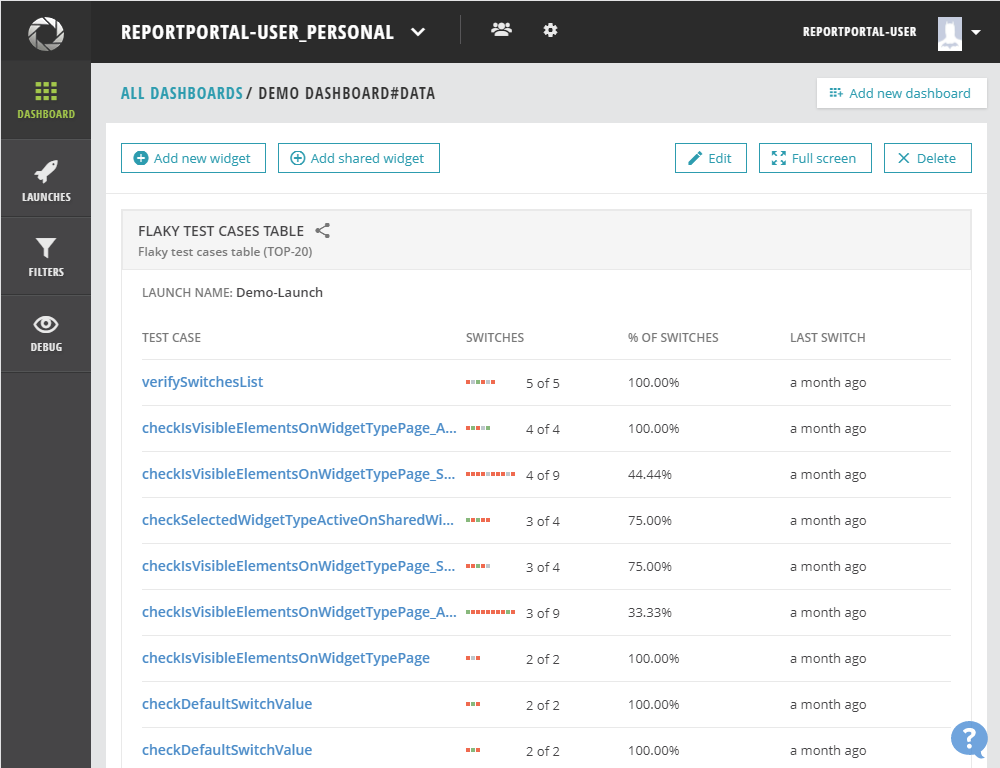 REPORTPORTAL-USER_PERSONAL
REPORTPORTAL-USER
DASHBOARD
LAUNCHES
FILTERS
DEBUG
ALL DASHBOARDS / DEMO DASHBOARD#DATA
Add new dashboard
Add new widget Add shared widget Edit Full screen Delete
FLAKY TEST CASES TABLE
Flaky test cases table (TOP-20)
LAUNCH NAME: Demo-Launch
TEST CASE SWITCHES % OF SWITCHES LAST SWITCH
verifySwitchesList 5 of 5 100.00% a month ago
checkIsVisibleElementsOnWidgetTypePage_A... 4 of 4 100.00% a month ago
checkIsVisibleElementsOnWidgetTypePage_S... 4 of 9 44.44% a month ago
checkSelectedWidgetTypeActiveOnSharedWi... 3 of 4 75.00% a month ago
checkIsVisibleElementsOnWidgetTypePage_S... 3 of 4 75.00% a month ago
checkIsVisibleElementsOnWidgetTypePage_A... 3 of 9 33.33% a month ago
checkIsVisibleElementsOnWidgetTypePage 2 of 2 100.00% a month ago
checkDefaultSwitchValue 2 of 2 100.00% a month ago
checkDefaultSwitchValue 2 of 2 100.00% a month ago
?